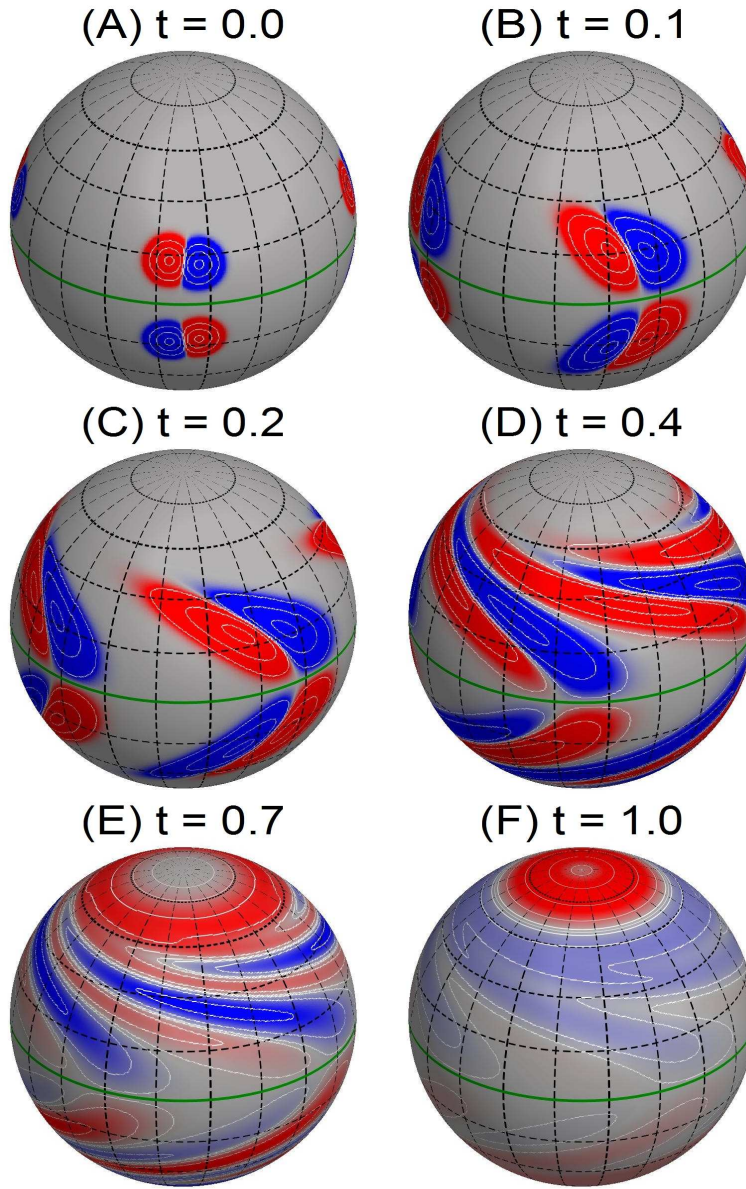 (A) t = 0.0
(B) t = 0.1
(C) t = 0.2
(D) t = 0.4
(E) t = 0.7
(F) t = 1.0